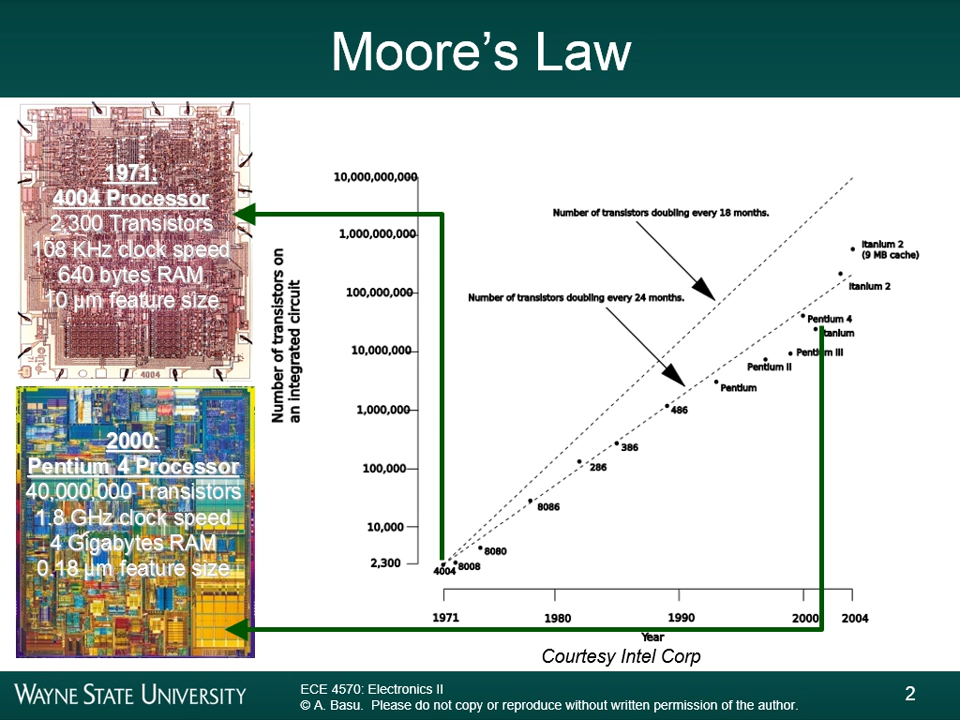 Moore's Law
1971:
4004 Processor
2,300 Transistors
108 KHz clock speed
640 bytes RAM
10 µm feature size
4004
2000:
Pentium 4 Processor
40,000,000 Transistors
1.8 GHz clock speed
4 Gigabytes RAM
0.18 µm feature size
Number of transistors on
an integrated circuit
10,000,000,000
1,000,000,000
100,000,000
10,000,000
1,000,000
100,000
10,000
2,300
Number of transistors doubling every 18 months.
Number of transistors doubling every 24 months.
Itanium 2
(9 MB cache)
Itanium 2
Pentium 4
Itanium
Pentium III
Pentium II
Pentium
486
386
286
8086
8080
8008
4004
1971
1980
1990
2000
2004
Year
Courtesy Intel Corp
WAYNE STATE UNIVERSITY
ECE 4570: Electronics II
© A. Basu. Please do not copy or reproduce without written permission of the author.
2